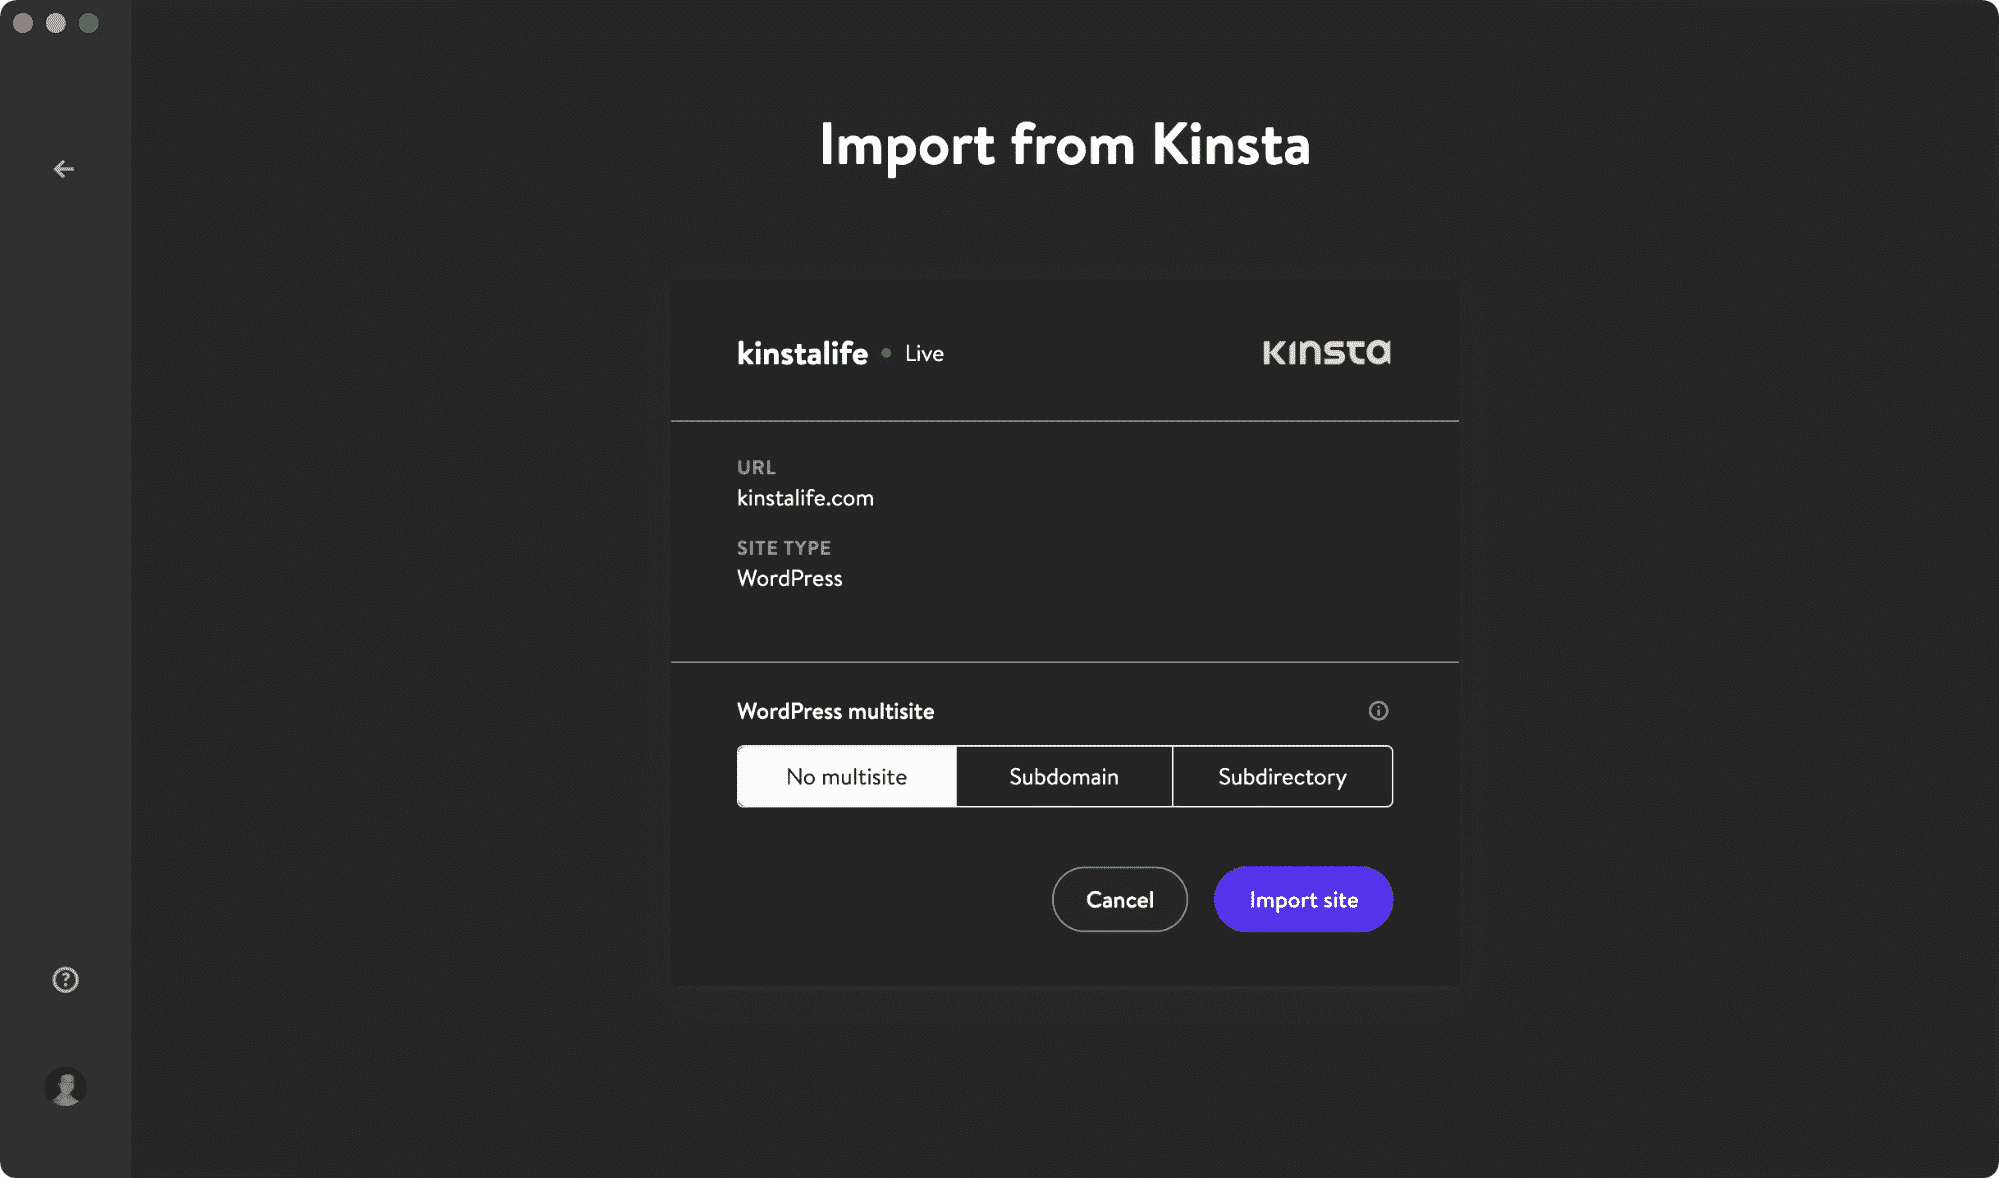 Import from Kinsta
kinstalife • Live
KINSTA
URL
kinstalife.com
SITE TYPE
WordPress
WordPress multisite
No multisite
Subdomain
Subdirectory
Cancel
Import site